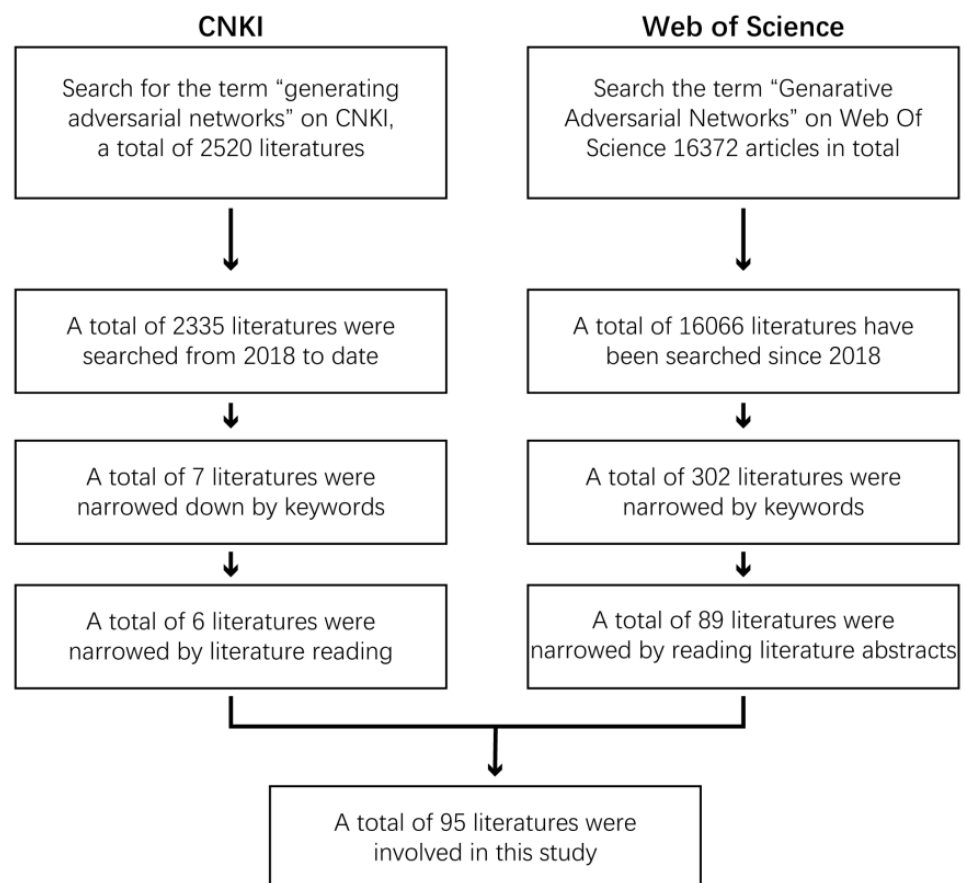 CNKI
Search for the term “generating
adversarial networks” on CNKI,
a total of 2520 literatures
A total of 2335 literatures were
searched from 2018 to date
A total of 7 literatures were
narrowed down by keywords
A total of 6 literatures were
narrowed by literature reading
Web of Science
Search the term “Genarative
Adversarial Networks” on Web Of
Science 16372 articles in total
A total of 16066 literatures have
been searched since 2018
A total of 302 literatures were
narrowed by keywords
A total of 89 literatures were
narrowed by reading literature abstracts
A total of 95 literatures were
involved in this study